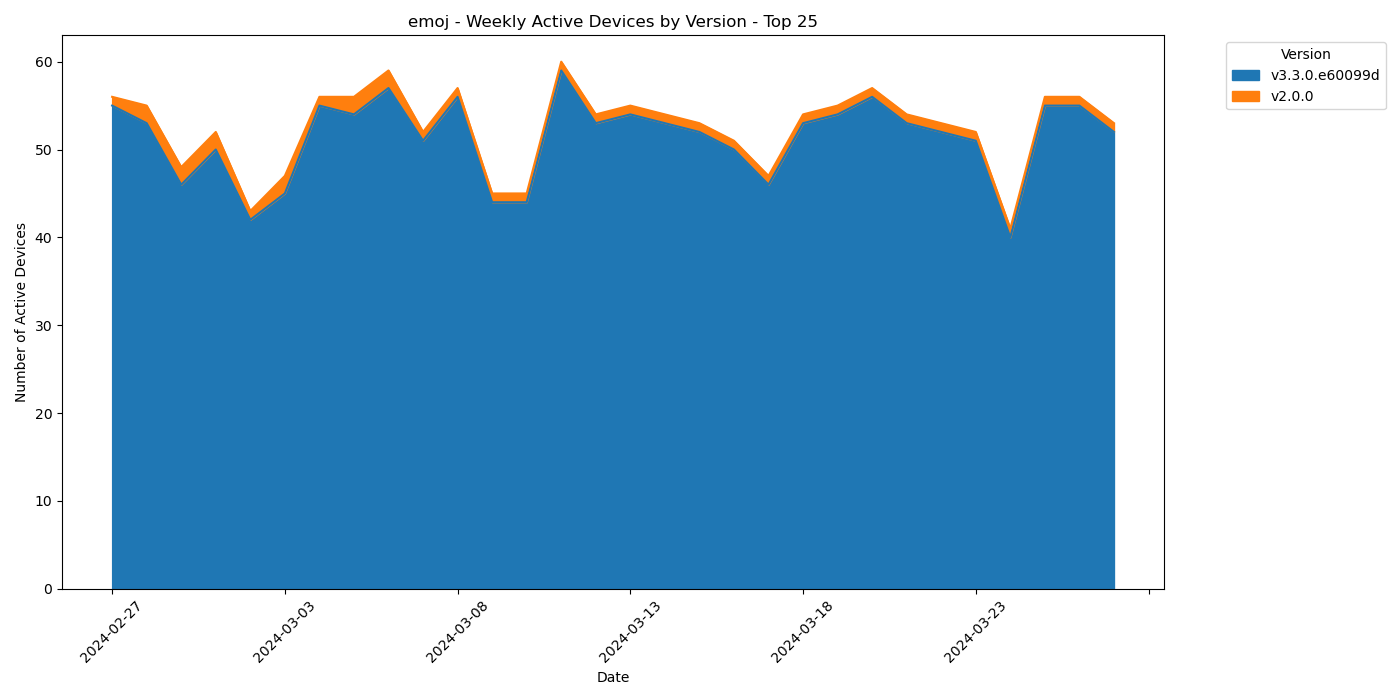 emoj - Weekly Active Devices by Version - Top 25
Version
v3.3.0.e60099d
v2.0.0
Number of Active Devices
60
50
40
30
20
10
0
2024-02-27
2024-03-03
2024-03-08
2024-03-13
2024-03-18
2024-03-23
Date